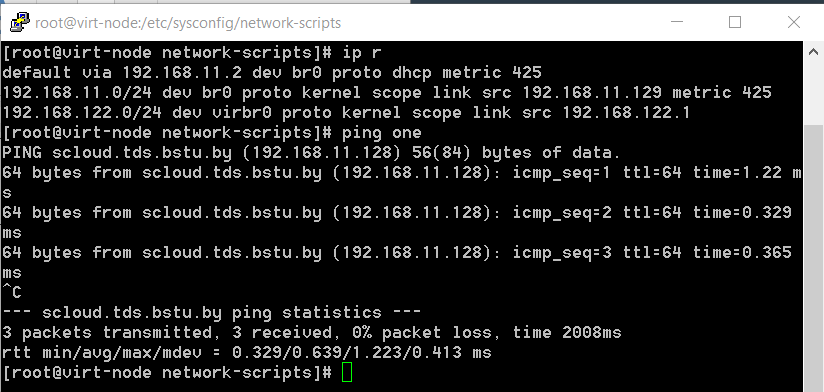 root@virt-node:/etc/sysconfig/network-scripts
[root@virt-node network-scripts]# ip r
default via 192.168.11.2 dev br0 proto dhcp metric 425
192.168.11.0/24 dev br0 proto kernel scope link src 192.168.11.129 metric 425
192.168.122.0/24 dev virbr0 proto kernel scope link src 192.168.122.1
[root@virt-node network-scripts]# ping one
PING scloud.tds.bstu.by (192.168.11.128) 56(84) bytes of data.
64 bytes from scloud.tds.bstu.by (192.168.11.128): icmp_seq=1 ttl=64 time=1.22 m
s
64 bytes from scloud.tds.bstu.by (192.168.11.128): icmp_seq=2 ttl=64 time=0.329
ms
64 bytes from scloud.tds.bstu.by (192.168.11.128): icmp_seq=3 ttl=64 time=0.365
ms
^C
--- scloud.tds.bstu.by ping statistics ---
3 packets transmitted, 3 received, 0% packet loss, time 2008ms
rtt min/avg/max/mdev = 0.329/0.639/1.223/0.413 ms
[root@virt-node network-scripts]#